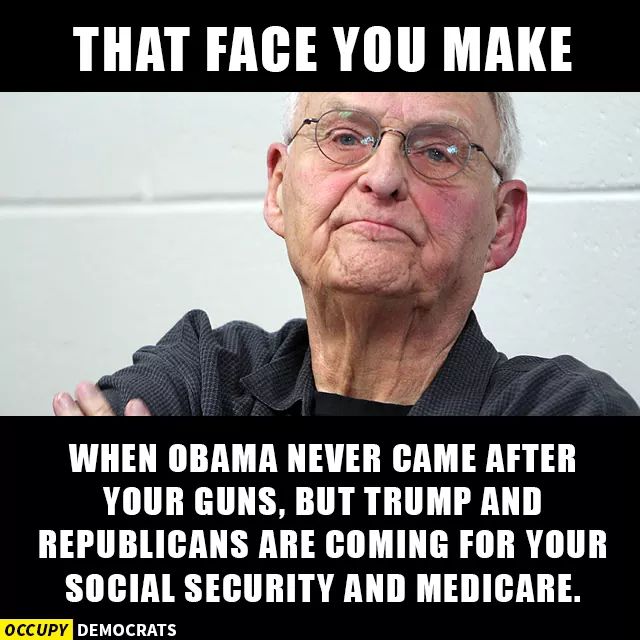 THAT FACE YOU MAKE
WHEN OBAMA NEVER CAME AFTER
YOUR GUNS, BUT TRUMP AND
REPUBLICANS ARE COMING FOR YOUR
SOCIAL SECURITY AND MEDICARE.
OCCUPY DEMOCRATS